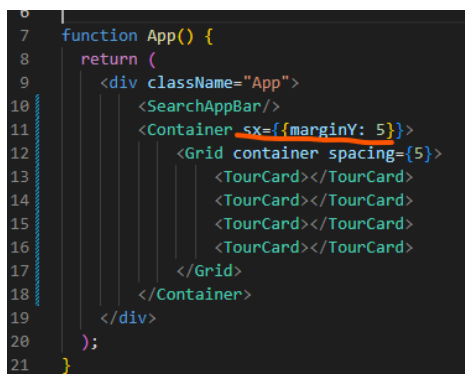 6
7 function App() {
8 return (
9 <div className="App">
10 <SearchAppBar/>
11 <Container sx={{marginY: 5}}>
12 <Grid container spacing={5}>
13 <TourCard></TourCard>
14 <TourCard></TourCard>
15 <TourCard></TourCard>
16 <TourCard></TourCard>
17 </Grid>
18 </Container>
19 </div>
20 );
21 }